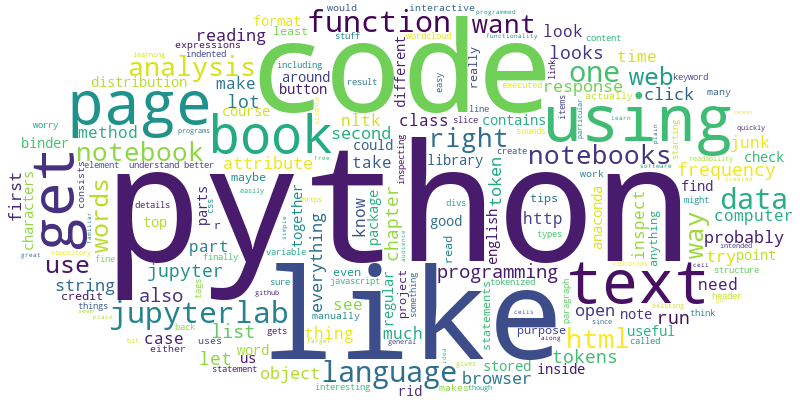 would
interactive
programmed
format
stuff
wordcloud
functionality
indented
function
want
content
learning
least
reading
expressions
code
look
looks
time
analysis
including
around
different
really
easy
distribution
make
button
result
executed
link
keyword
one
web
items
actually
many
page
lot
nltk
line
response
click
course
class
slice
sounds
particular
plain
learn
using
method
book
second
contains
starting
quickly
worry
programs
free
could
inspecting
right
create
readability
junk
binder
notebook
attribute
take
library
notebooks
check
element
understand better
work
frequency
first
get
words
maybe
token
tips
find
might
consists
easily
https
python
characters
details
css
parts
together
know
package
chapter
good
english
divs
http
types
anaconda
inspect
anything
way
data
computer
top
r
simple
variable
read
software
intended
fine
part
everything
regular
probably
familiar
use
finally
audience
text
try
point
repository
jupyter
even
javascript
tokenized
programming
structure
great
string
tags
sure
project
something
statements
paragraph
need
github
cells
also
see
manually
open
note
run
header
credit
things
jupyterlab
like
purpose
html
useful
seem
place
back
thing
much
since
called
think
bit
case
list
gets
general
along
tokens
either
uses
word
language
stored
inside
let
us
browser
statement
object
idea
gives
interesting
makes
though
rid